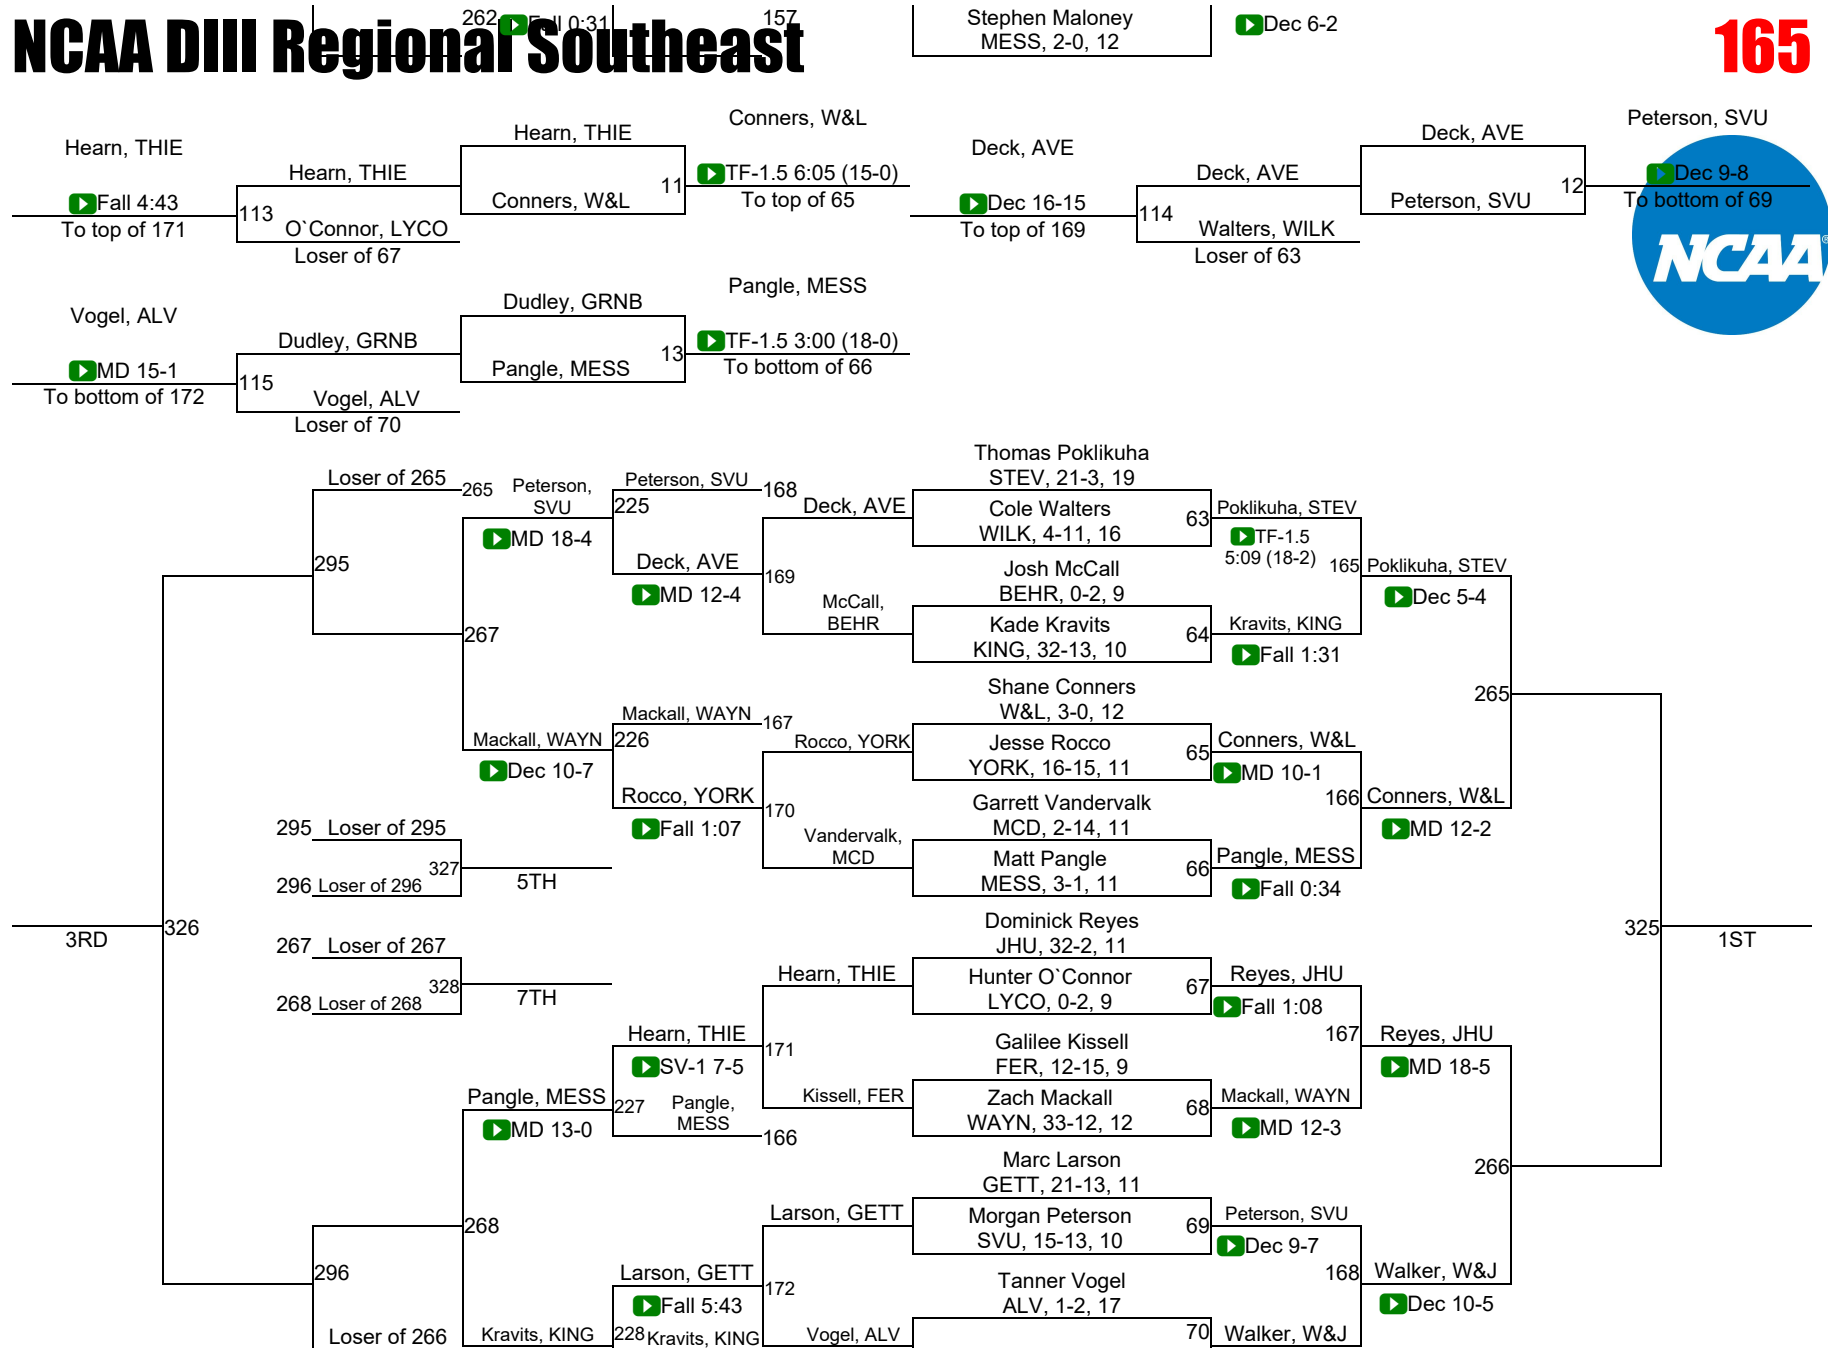 262
Fall 0:31
157
Stephen Maloney
MESS, 2-0, 12
Dec 6-2
NCAA DIII Regional Southeast
165
Hearn, THIE
Fall 4:43
To top of 171
Hearn, THIE
113
O`Connor, LYCO
Loser of 67
Hearn, THIE
Conners, W&L
11
Conners, W&L
TF-1.5 6:05 (15-0)
To top of 65
Deck, AVE
Dec 16-15
To top of 169
Deck, AVE
114
Walters, WILK
Loser of 63
Deck, AVE
Peterson, SVU
12
Peterson, SVU
Dec 9-8
To bottom of 69
NCAA®
Vogel, ALV
MD 15-1
To bottom of 172
Dudley, GRNB
115
Vogel, ALV
Loser of 70
Dudley, GRNB
Pangle, MESS
13
Pangle, MESS
TF-1.5 3:00 (18-0)
To bottom of 66
Thomas Poklikuha
STEV, 21-3, 19
Cole Walters
WILK, 4-11, 16
63
Josh McCall
BEHR, 0-2, 9
Kade Kravits
KING, 32-13, 10
64
Shane Conners
W&L, 3-0, 12
Jesse Rocco
YORK, 16-15, 11
65
Garrett Vandervalk
MCD, 2-14, 11
Matt Pangle
MESS, 3-1, 11
66
Dominick Reyes
JHU, 32-2, 11
Hunter O`Connor
LYCO, 0-2, 9
67
Galilee Kissell
FER, 12-15, 9
Zach Mackall
WAYN, 33-12, 12
68
Marc Larson
GETT, 21-13, 11
Morgan Peterson
SVU, 15-13, 10
69
Tanner Vogel
ALV, 1-2, 17
70
Poklikuha, STEV
TF-1.5
5:09 (18-2)
165
Kravits, KING
Fall 1:31
Conners, W&L
MD 10-1
166
Pangle, MESS
Fall 0:34
Reyes, JHU
Fall 1:08
167
Mackall, WAYN
MD 12-3
Peterson, SVU
Dec 9-7
168
Walker, W&J
Poklikuha, STEV
Dec 5-4
265
Conners, W&L
MD 12-2
Reyes, JHU
MD 18-5
266
Walker, W&J
Dec 10-5
325
1ST
Deck, AVE
169
McCall,
BEHR
Rocco, YORK
170
Vandervalk,
MCD
Hearn, THIE
171
Kissell, FER
Larson, GETT
172
Vogel, ALV
Peterson, SVU
168
225
Deck, AVE
MD 12-4
Mackall, WAYN
167
226
Rocco, YORK
Fall 1:07
Hearn, THIE
SV-1 7-5
227
Pangle,
MESS
166
Larson, GETT
Fall 5:43
228
Kravits, KING
265
Peterson,
SVU
MD 18-4
267
Mackall, WAYN
Dec 10-7
Pangle, MESS
MD 13-0
268
Kravits, KING
Loser of 265
295
296
Loser of 266
295
Loser of 295
327
296
Loser of 296
5TH
267
Loser of 267
328
268
Loser of 268
7TH
326
3RD